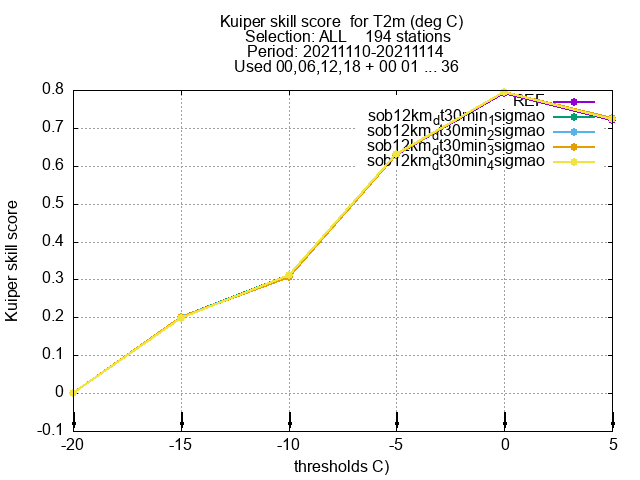 Kuiper skill score for T2m (deg C)
Selection: ALL 194 stations
Period: 20211110-20211114
Used 00,06,12,18 + 00 01 ... 36
REF
sob12km_dt30min_1sigmao
sob12km_dt30min_2sigmao
sob12km_dt30min_3sigmao
sob12km_dt30min_4sigmao
Kuiper skill score
0.8
0.7
0.6
0.5
0.4
0.3
0.2
0.1
0
-0.1
-20 -15 -10 -5 0 5
thresholds C)